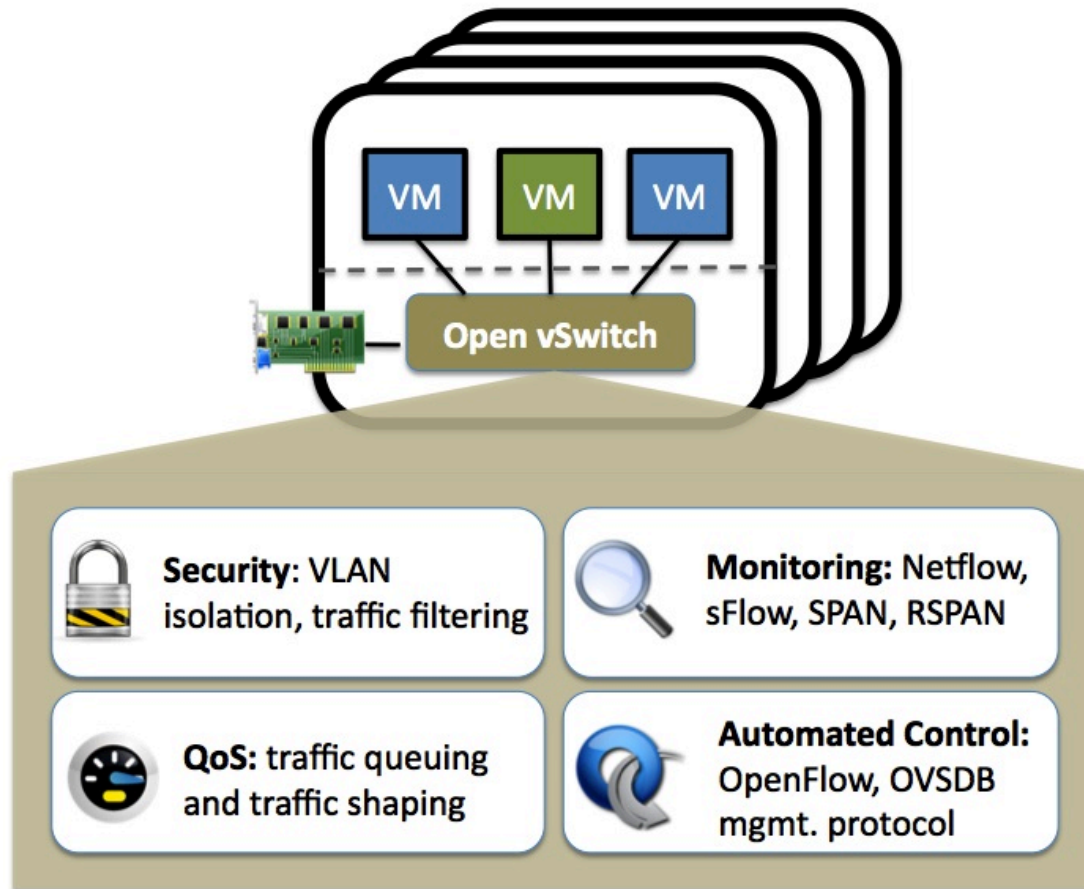 VM
VM
VM
Open vSwitch
Security: VLAN
isolation, traffic filtering
Monitoring: Netflow,
sFlow, SPAN, RSPAN
QoS: traffic queuing
and traffic shaping
Automated Control:
OpenFlow, OVSDB
mgmt. protocol